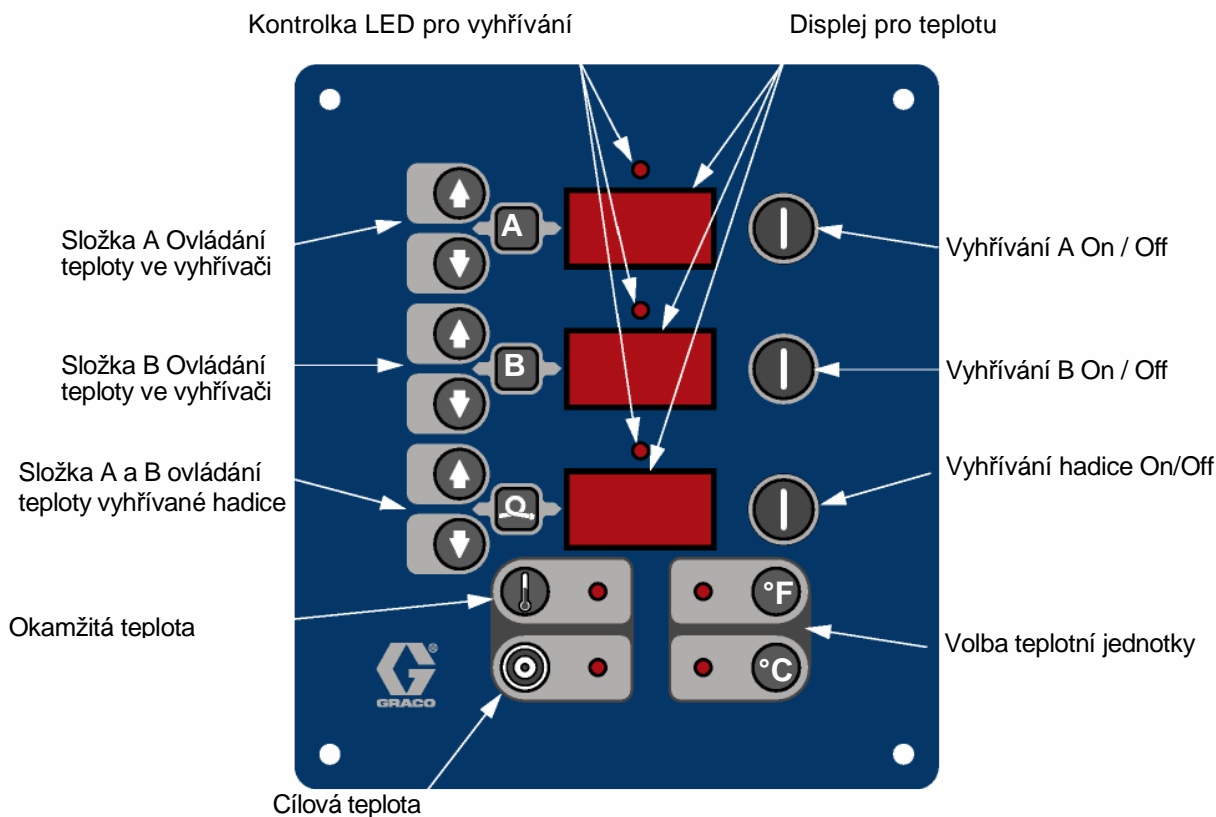 Kontrolka LED pro vyhřívání
Displej pro teplotu
Složka A Ovládání
teploty ve vyhřívači
A
Vyhřívání A On / Off
Složka B Ovládání
teploty ve vyhřívači
B
Vyhřívání B On / Off
Složka A a B ovládání
teploty vyhřívané hadice
Vyhřívání hadice On/Off
°F
Okamžitá teplota
Volba teplotní jednotky
°C
G®
GRACO
Cílová teplota